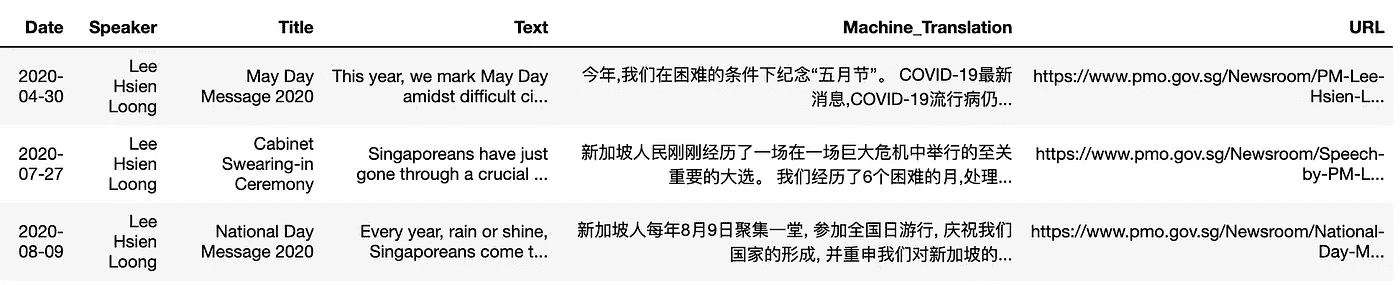 Date Speaker Title Text Machine_Translation URL
2020-
04-30
Lee
Hsien
Loong
May Day
Message 2020
This year, we mark May Day
amidst difficult ci...
今年,我们在困难的条件下纪念“五月节”。 COVID-19最新
消息,COVID-19流行病仍...
https://www.pmo.gov.sg/Newsroom/PM-Lee-
Hsien-L...
2020-
07-27
Lee
Hsien
Loong
Cabinet
Swearing-in
Ceremony
Singaporeans have just
gone through a crucial ...
新加坡人民刚刚经历了一场在一场巨大危机中举行的至关
重要的大选。 我们经历了6个困难的月,处理...
https://www.pmo.gov.sg/Newsroom/Speech-
by-PM-L...
2020-
08-09
Lee
Hsien
Loong
National Day
Message 2020
Every year, rain or shine,
Singaporeans come t...
新加坡人每年8月9日聚集一堂, 参加全国日游行, 庆祝我们
国家的形成, 并重申我们对新加坡的...
https://www.pmo.gov.sg/Newsroom/National-
Day-M...